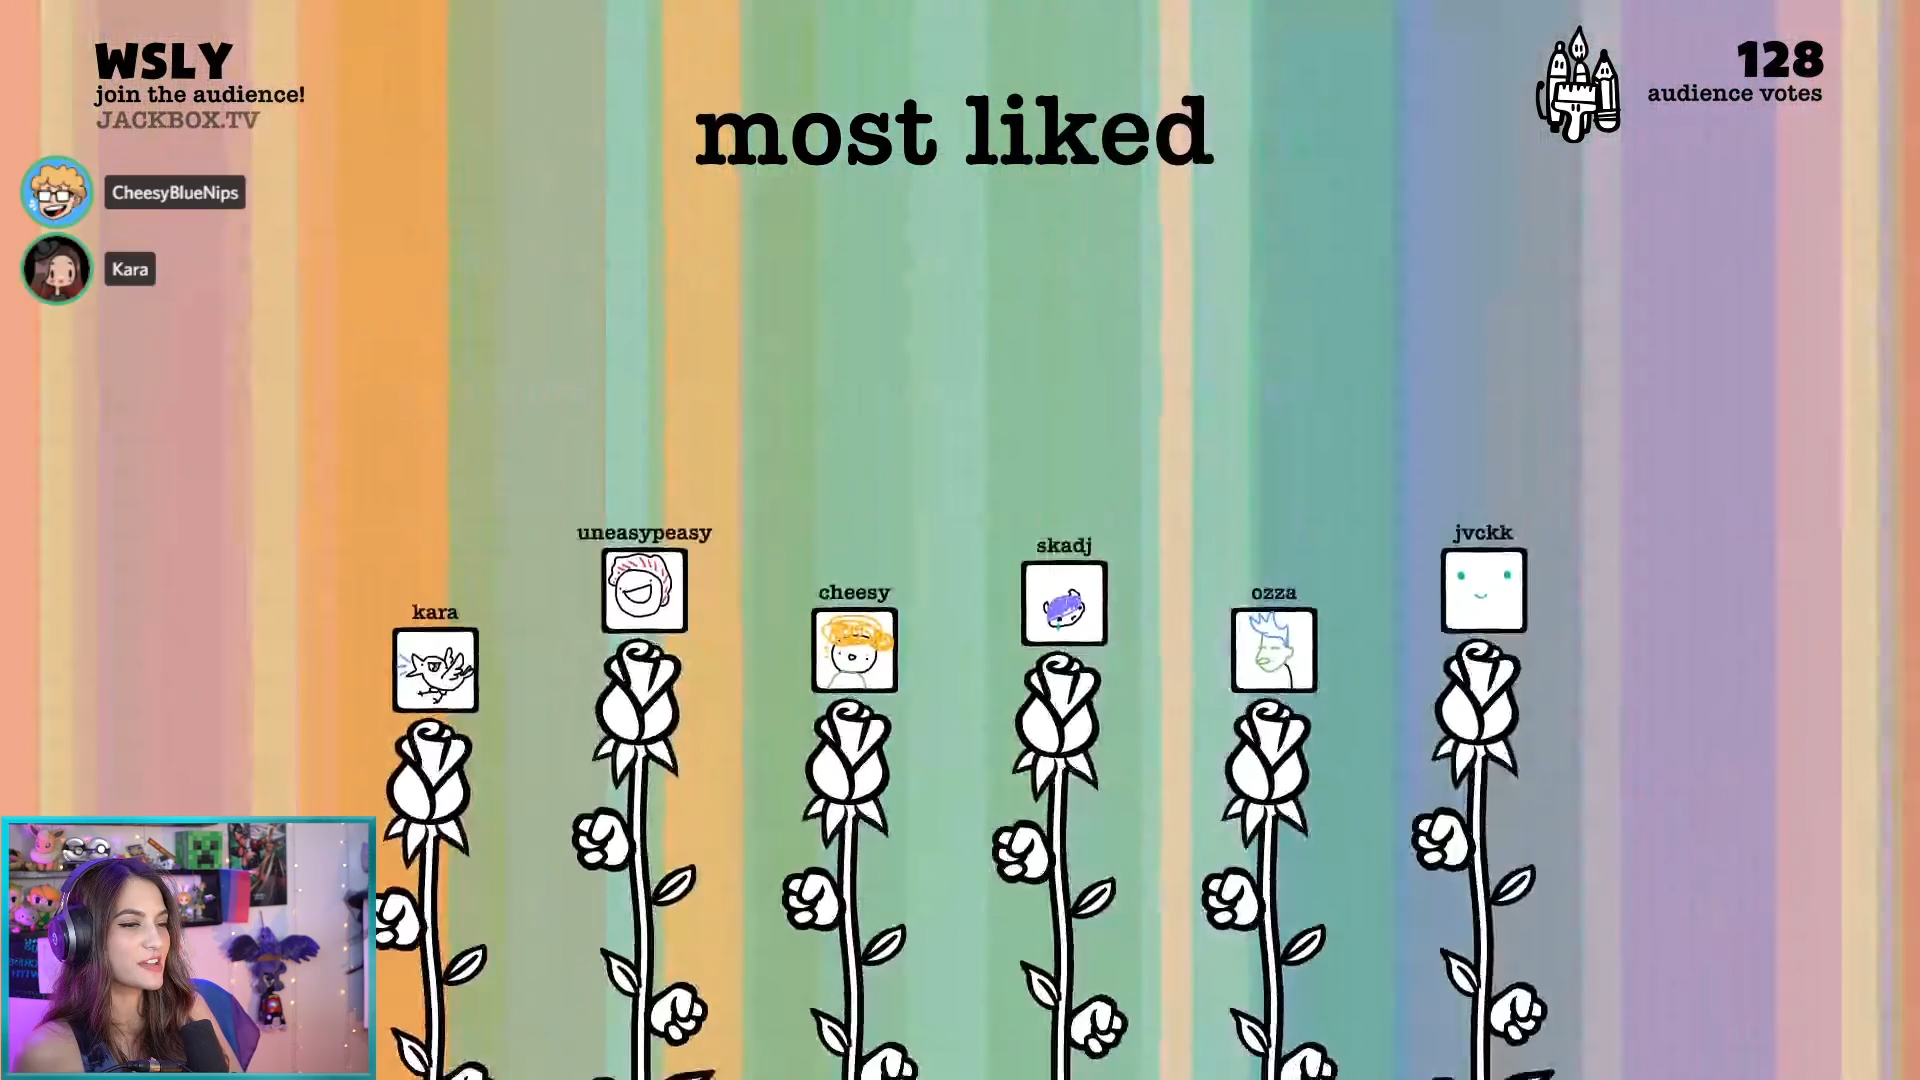 WSLY
join the audience!
JACKBOX.TV
128
audience votes
most liked
CheesyBlueNips
Kara
uneasypeasy
jvckk
skadj
cheesy
ozza
kara